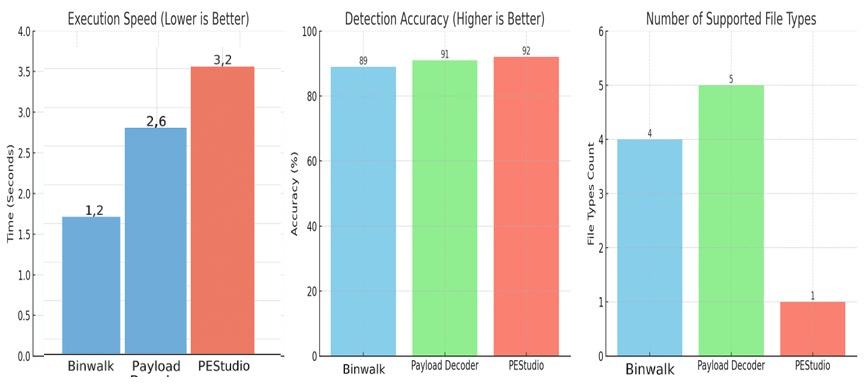 Execution Speed (Lower is Better)
Time (Seconds)
4.0
3.5
3.0
2.5
2.0
1.5
1.0
0.5
0.0
1,2
2,6
3,2
Binwalk
Payload
PEStudio
Detection Accuracy (Higher is Better)
Accuracy (%)
100
80
60
40
20
0
89
91
92
Binwalk
Payload Decoder
PEStudio
Number of Supported File Types
File Types Count
6
5
4
3
2
1
0
4
5
1
Binwalk
Payload Decoder
PEStudio